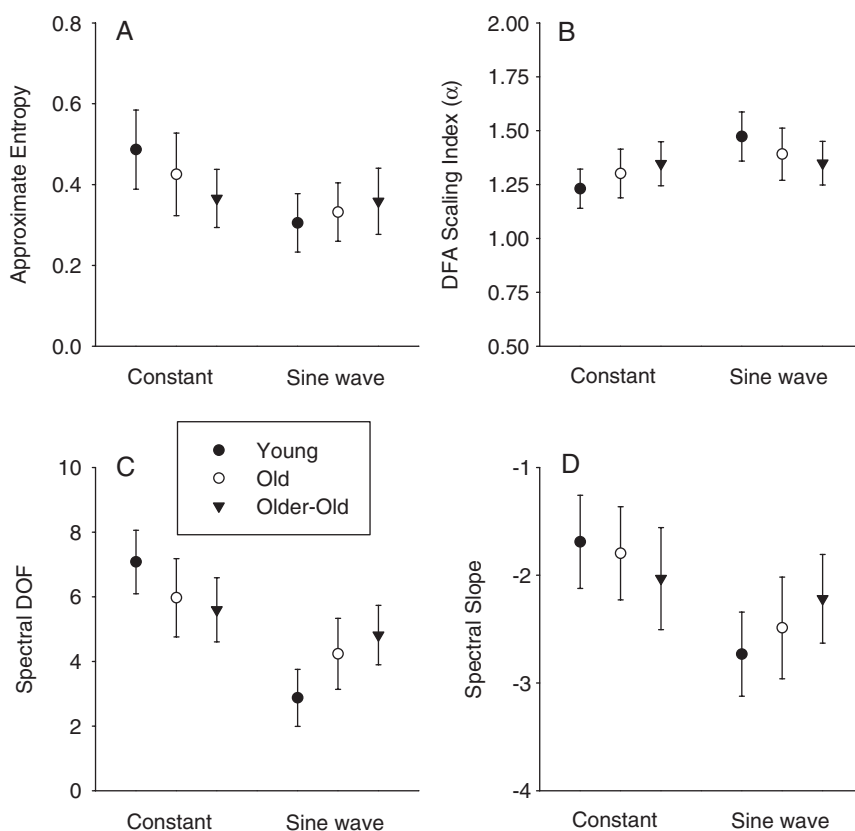 A
Approximate Entropy
0.8
0.6
0.4
0.2
0.0
Constant Sine wave
B
DFA Scaling Index (α)
2.00
1.75
1.50
1.25
1.00
0.75
0.50
Constant Sine wave
C
Spectral DOF
10
8
6
4
2
0
Young
Old
Older-Old
Constant Sine wave
D
Spectral Slope
-1
-2
-3
-4
Constant Sine wave